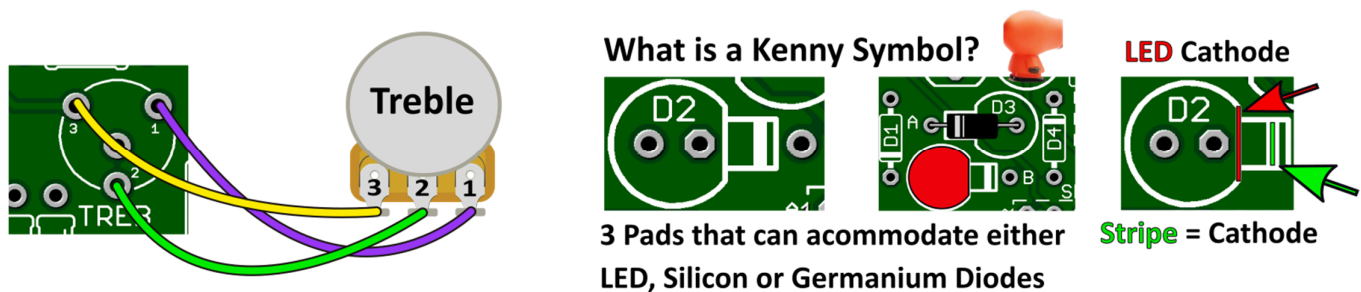 Treble
3 2 1
3
1
2
TREB
What is a Kenny Symbol?
D2
D3
A
D1
D4
B
3 Pads that can acommodate either
LED, Silicon or Germanium Diodes
LED Cathode
D2
Stripe = Cathode